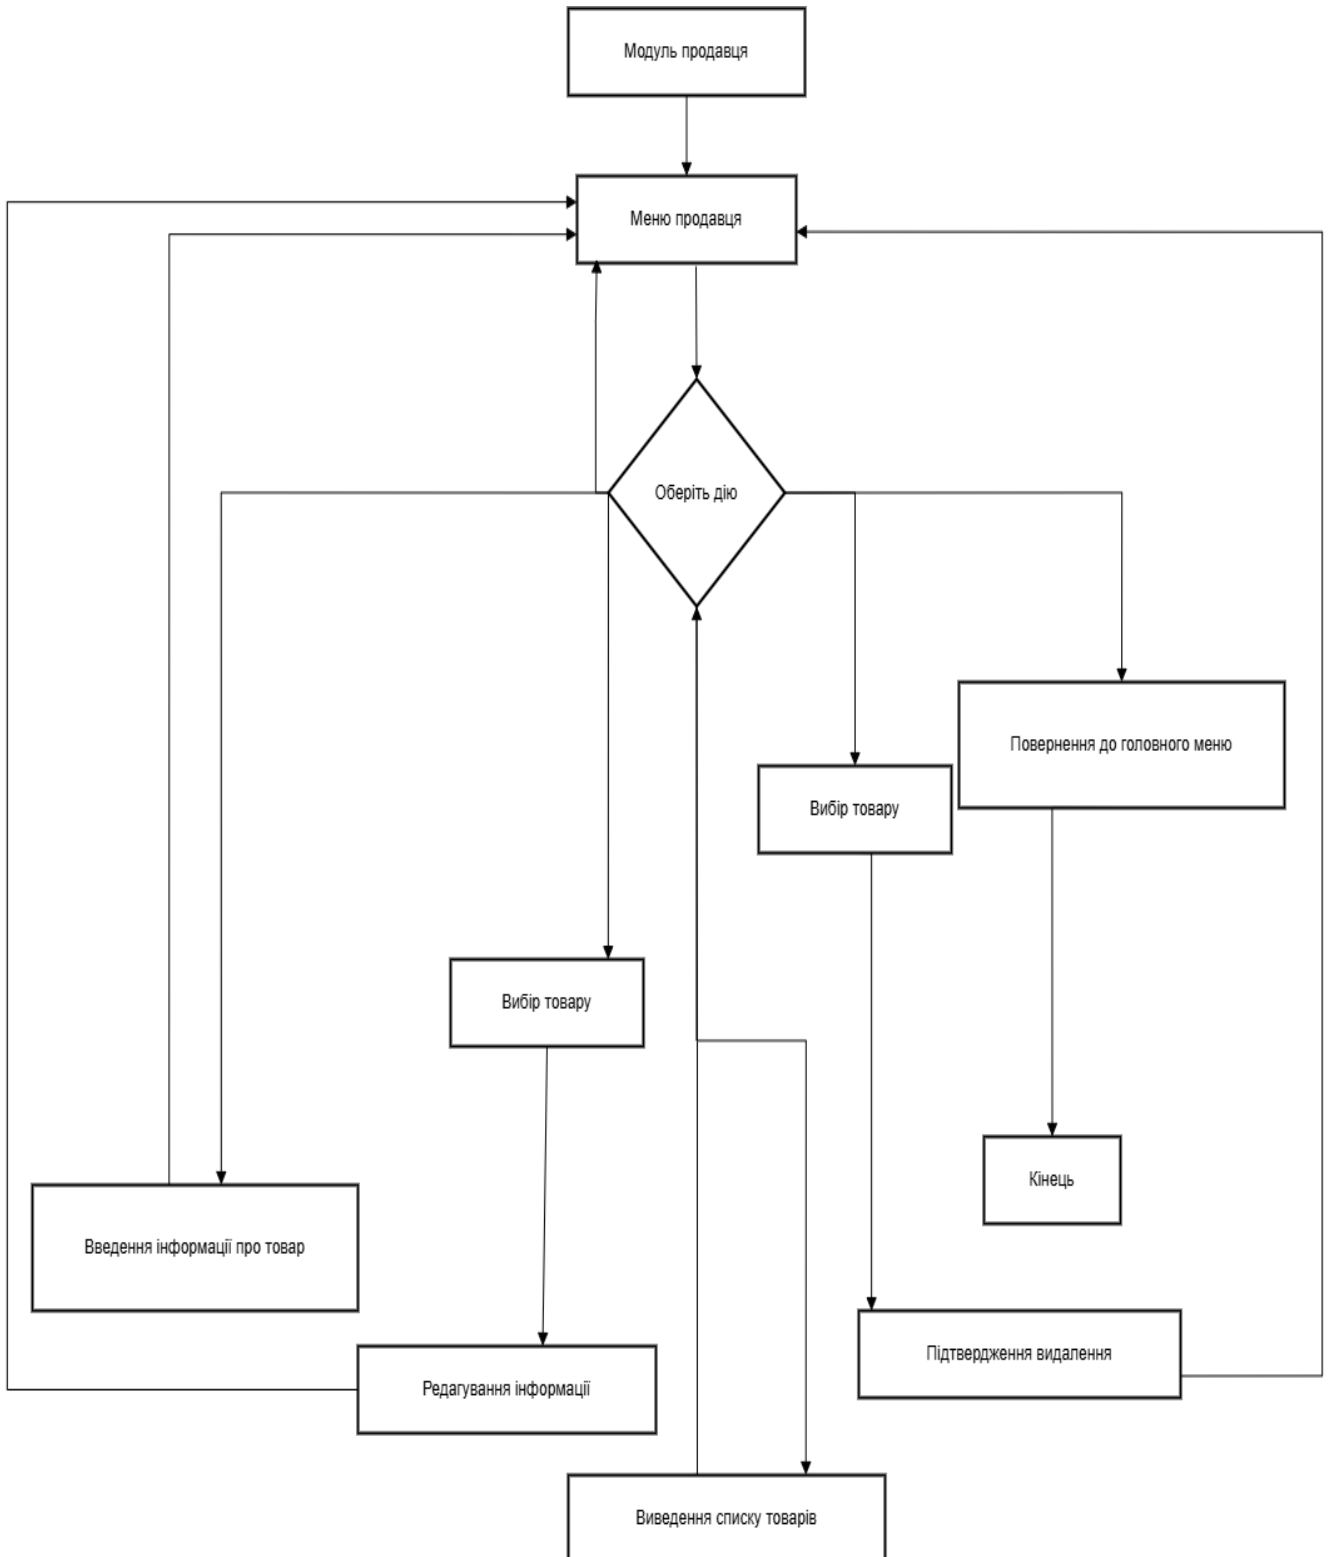 Модуль продавця
Меню продавця
Оберіть дію
Повернення до головного меню
Вибір товару
Вибір товару
Кінець
Введення інформації про товар
Підтвердження видалення
Редагування інформації
Виведення списку товарів